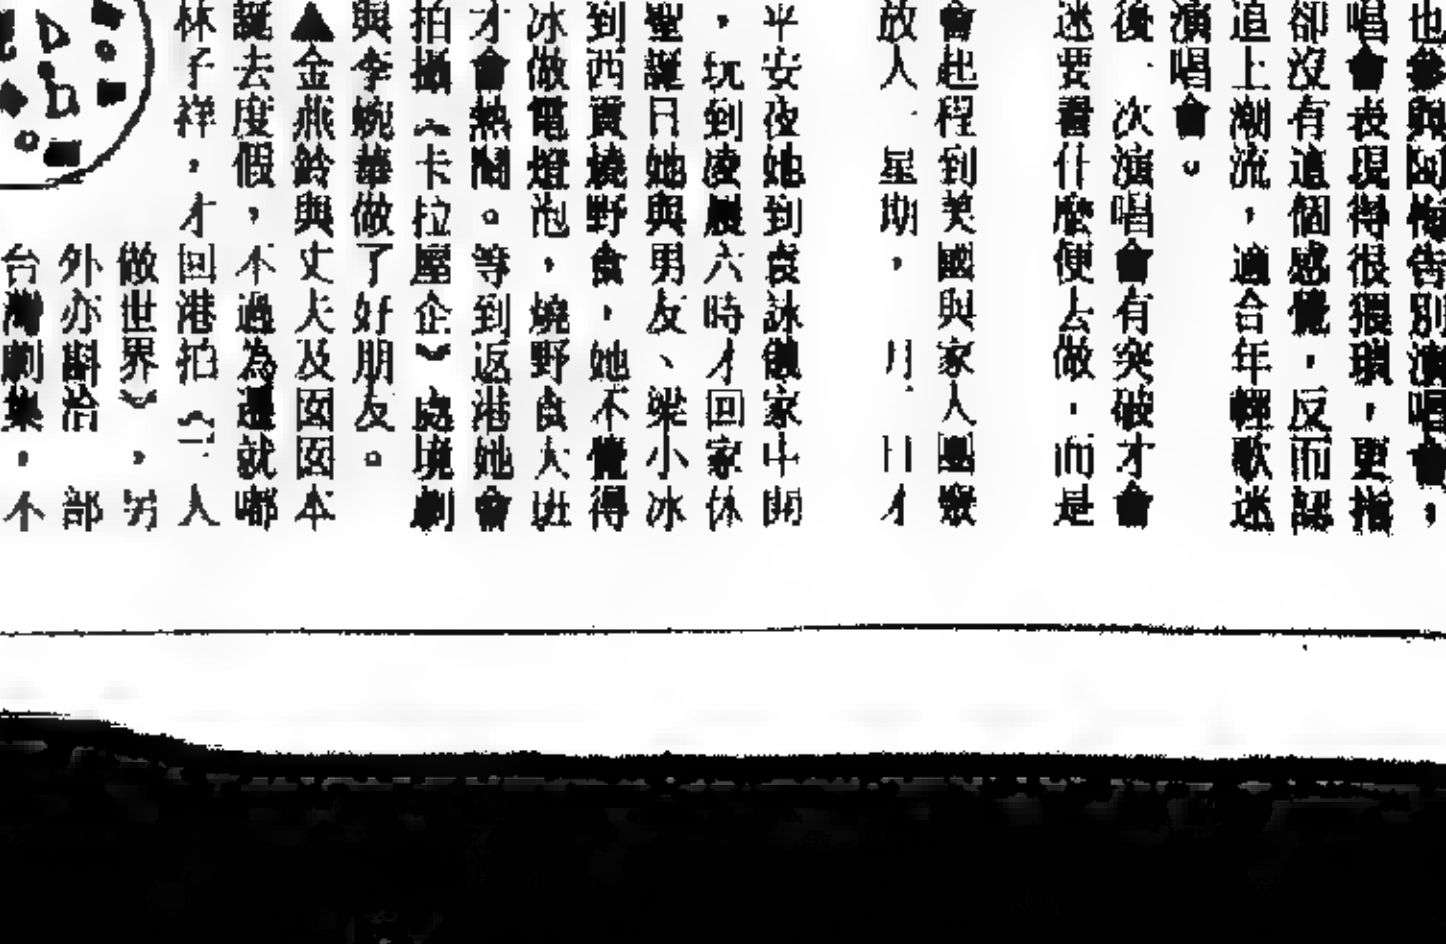 也參與阿梅告別演唱會，
唱會表現得很猥瑣，更指
卻沒有這個感覺，反而認
追上潮流，適合年輕歌迷
演唱會。
後一次演唱會有突破才會
迷要看什麼便去做，而是
會起程到美國與家人團聚
放人一星期，月日才
平安夜她到袁詠儀家中開
，玩到凌晨六時才回家休
聖誕日她與男友、梁小冰
到西貢燒野食，她不覺得
冰做電燈泡，燒野食人班
才會熱鬧。等到返港她會
拍攝《卡拉屋企》處境劇
與李婉華做了好朋友。
▲金燕鈴與丈夫及囡囡本
誕去度假，不過為遷就嘟
林子祥，才回港拍《一人
做世界》，另
外亦斟洽一部
台灣劇集，不